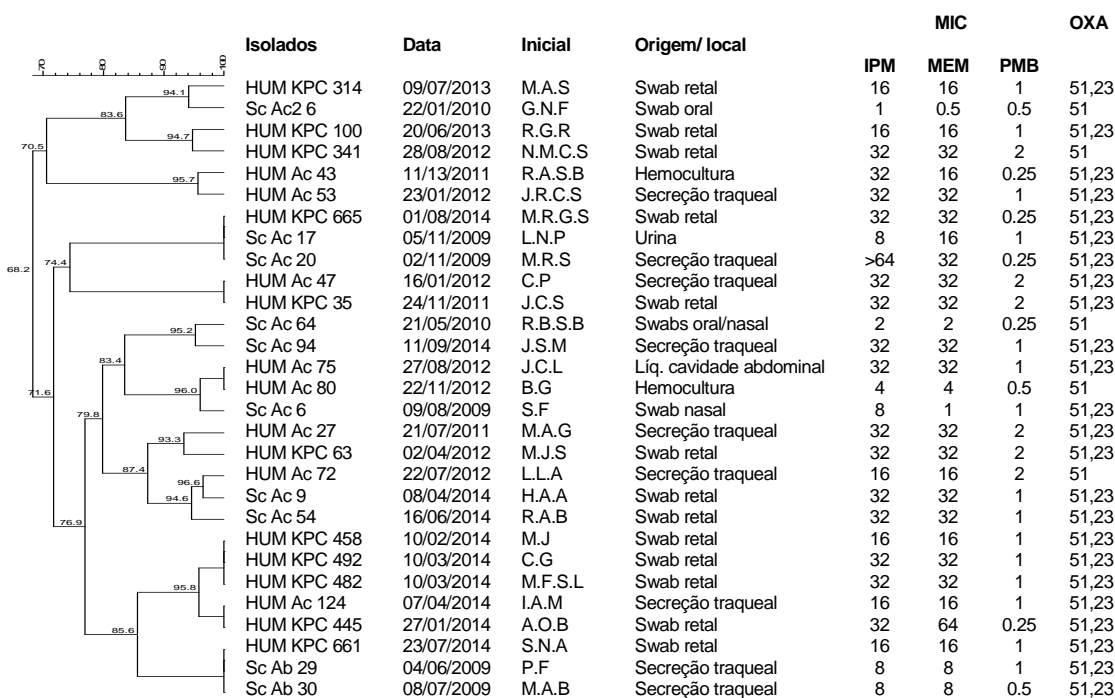 MIC OXA
Isolados Data Inicial Origem/ local
IPM MEM PMB
70 80 90 100
HUM KPC 314 09/07/2013 M.A.S Swab retal 16 16 1 51,23
94.1
Sc Ac2 6 22/01/2010 G.N.F Swab oral 1 0.5 0.5 51
83.6
HUM KPC 100 20/06/2013 R.G.R Swab retal 16 16 1 51,23
94.7
70.5
HUM KPC 341 28/08/2012 N.M.C.S Swab retal 32 32 2 51
HUM Ac 43 11/13/2011 R.A.S.B Hemocultura 32 16 0.25 51,23
95.7
HUM Ac 53 23/01/2012 J.R.C.S Secreção traqueal 32 32 1 51,23
HUM KPC 665 01/08/2014 M.R.G.S Swab retal 32 32 0.25 51,23
Sc Ac 17 05/11/2009 L.N.P Urina 8 16 1 51,23
74.4
68.2
Sc Ac 20 02/11/2009 M.R.S Secreção traqueal >64 32 0.25 51,23
HUM Ac 47 16/01/2012 C.P Secreção traqueal 32 32 2 51,23
HUM KPC 35 24/11/2011 J.C.S Swab retal 32 32 2 51,23
Sc Ac 64 21/05/2010 R.B.S.B Swabs oral/nasal 2 2 0.25 51
95.2
Sc Ac 94 11/09/2014 J.S.M Secreção traqueal 32 32 1 51,23
83.4
HUM Ac 75 27/08/2012 J.C.L Líq. cavidade abdominal 32 32 1 51,23
HUM Ac 80 22/11/2012 B.G Hemocultura 4 4 0.5 51
96.0
71.6
Sc Ac 6 09/08/2009 S.F Swab nasal 8 1 1 51,23
79.8
HUM Ac 27 21/07/2011 M.A.G Secreção traqueal 32 32 2 51,23
93.3
HUM KPC 63 02/04/2012 M.J.S Swab retal 32 32 2 51,23
HUM Ac 72 22/07/2012 L.L.A Secreção traqueal 16 16 2 51
87.4
96.6
Sc Ac 9 08/04/2014 H.A.A Swab retal 32 32 1 51,23
94.6
Sc Ac 54 16/06/2014 R.A.B Swab retal 32 32 1 51,23
76.9
HUM KPC 458 10/02/2014 M.J Swab retal 16 16 1 51,23
HUM KPC 492 10/03/2014 C.G Swab retal 32 32 1 51,23
HUM KPC 482 10/03/2014 M.F.S.L Swab retal 32 32 1 51,23
95.8
HUM Ac 124 07/04/2014 I.A.M Secreção traqueal 16 16 1 51,23
HUM KPC 445 27/01/2014 A.O.B Swab retal 32 64 0.25 51,23
85.6
HUM KPC 661 23/07/2014 S.N.A Swab retal 16 16 1 51,23
Sc Ab 29 04/06/2009 P.F Secreção traqueal 8 8 1 51,23
Sc Ab 30 08/07/2009 M.A.B Secreção traqueal 8 8 0.5 51,23